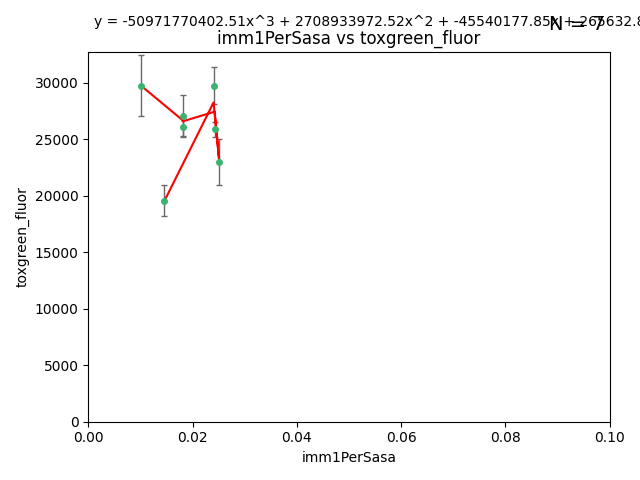 y = -50971770402.51x^3 + 2708933972.52x^2 + -45540177.85x + 265632.8
N = 7
imm1PerSasa vs toxgreen_fluor
30000
25000
20000
15000
10000
5000
0
toxgreen_fluor
0.00 0.02 0.04 0.06 0.08 0.10
imm1PerSasa